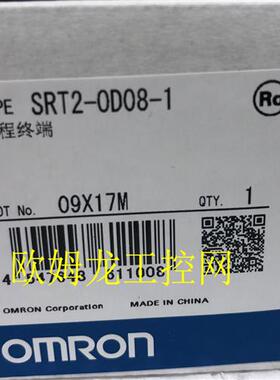 PE SRT2-OD08-1
程终端
OT No. 09X17M QTY. 1
欧姆龙工控网
OMRON Corporation MADE IN CHINA
OMRON